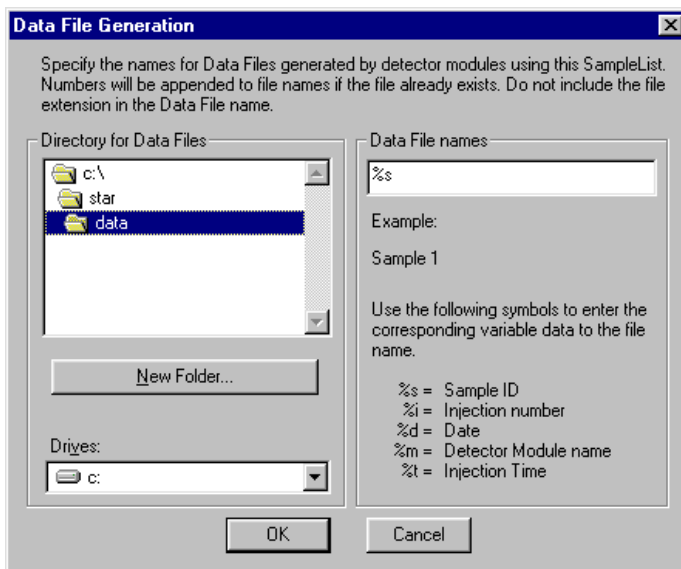 Data File Generation
Specify the names for Data Files generated by detector modules using this SampleList.
Numbers will be appended to file names if the file already exists. Do not include the file
extension in the Data File name.
Directory for Data Files
c:\
star
data
New Folder...
Drives:
c:
Data File names
%s
Example:
Sample 1
Use the following symbols to enter the
corresponding variable data to the file
name.
%s = Sample ID
%i = Injection number
%d = Date
%m = Detector Module name
%t = Injection Time
OK
Cancel